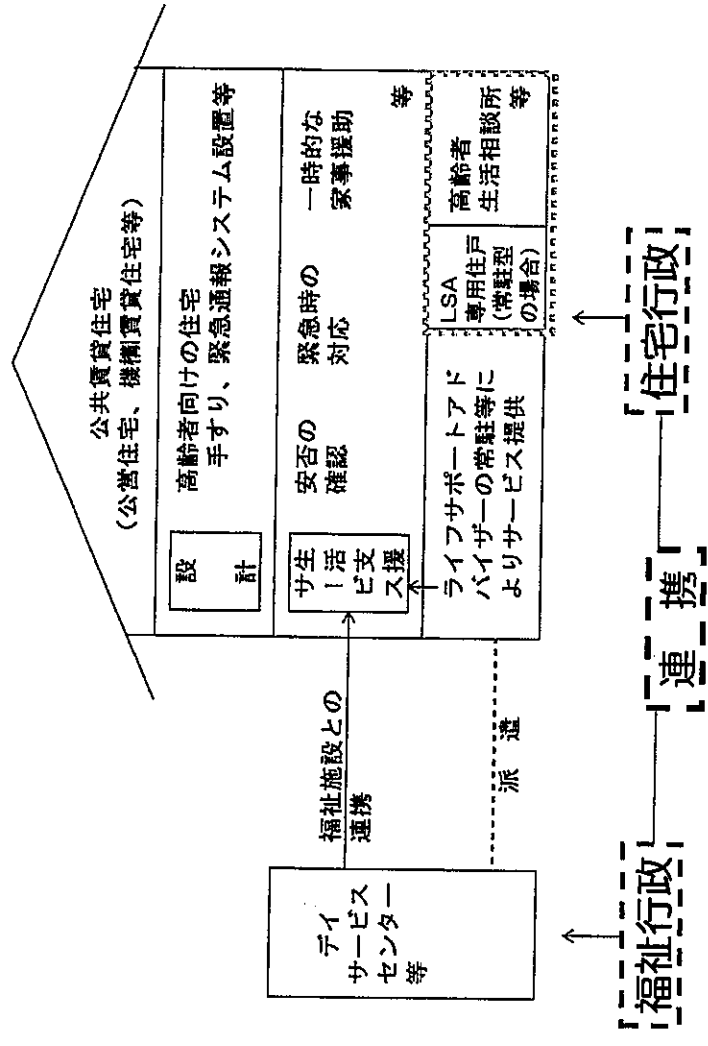 公共賃貸住宅
（公営住宅、機構賃貸住宅等）
設計
高齢者向けの住宅
手すり、緊急通報システム設置等
生活支援
サービス
安否の
確認
緊急時の
対応
一時的な
家事援助
等
ライフサポートアド
バイザーの常駐等に
よりサービス提供
LSA
専用住戸
(常駐型
の場合)
高齢者
生活相談所
等
福祉施設との
連携
派遣
デイ
サービス
センター
等
福祉行政
連携
住宅行政